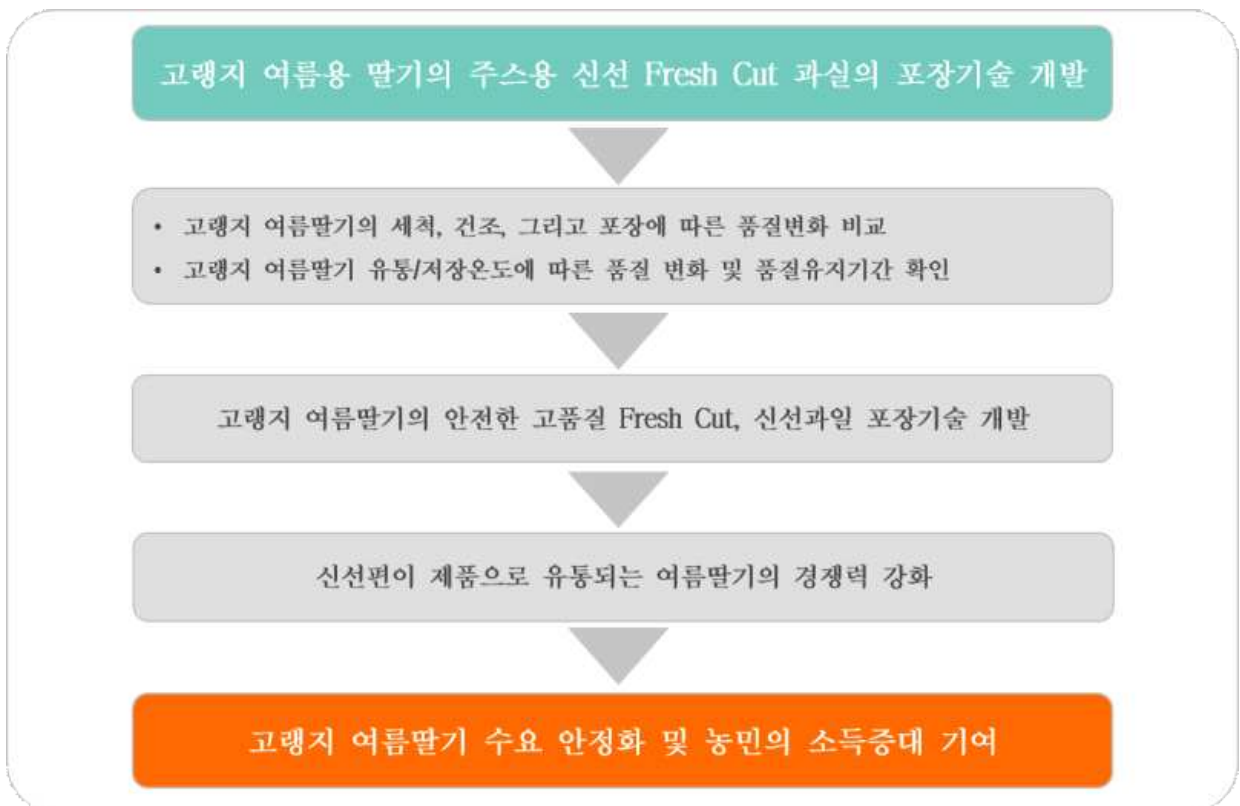 고랭지 여름용 딸기의 주스용 신선 Fresh Cut 과실의 포장기술 개발
• 고랭지 여름딸기의 세척, 건조, 그리고 포장에 따른 품질변화 비교
• 고랭지 여름딸기 유통/저장온도에 따른 품질 변화 및 품질유지기간 확인
고랭지 여름딸기의 안전한 고품질 Fresh Cut, 신선과일 포장기술 개발
신선편이 제품으로 유통되는 여름딸기의 경쟁력 강화
고랭지 여름딸기 수요 안정화 및 농민의 소득증대 기여